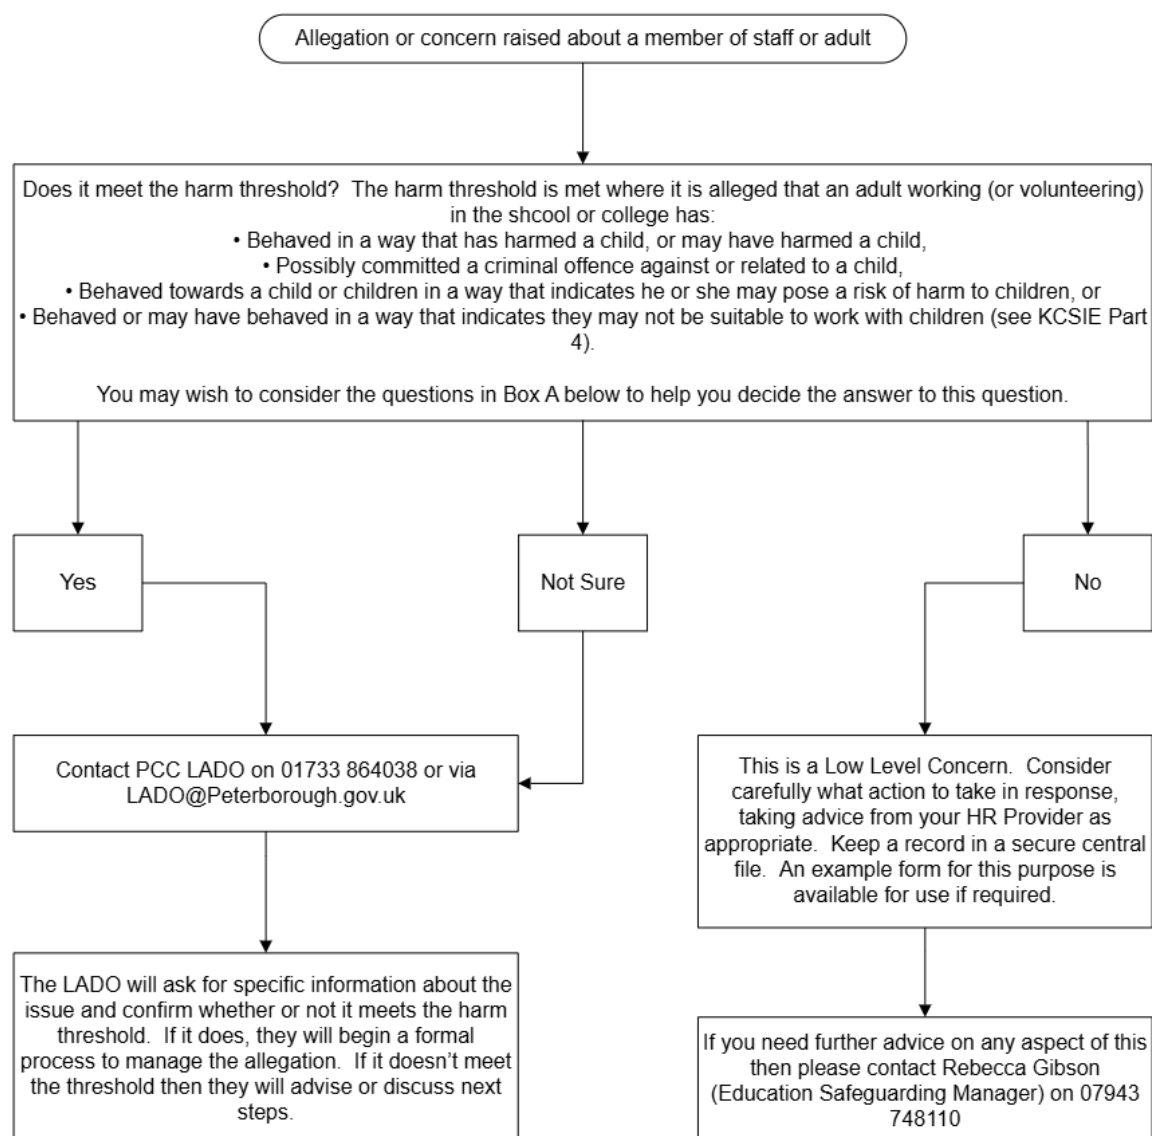 Allegation or concern raised about a member of staff or adult
Does it meet the harm threshold?  The harm threshold is met where it is alleged that an adult working (or volunteering)
in the shcool or college has:
• Behaved in a way that has harmed a child, or may have harmed a child,
• Possibly committed a criminal offence against or related to a child,
• Behaved towards a child or children in a way that indicates he or she may pose a risk of harm to children, or
• Behaved or may have behaved in a way that indicates they may not be suitable to work with children (see KCSIE Part
4).
You may wish to consider the questions in Box A below to help you decide the answer to this question.
Yes
Not Sure
No
Contact PCC LADO on 01733 864038 or via
LADO@Peterborough.gov.uk
This is a Low Level Concern.  Consider
carefully what action to take in response,
taking advice from your HR Provider as
appropriate.  Keep a record in a secure central
file.  An example form for this purpose is
available for use if required.
The LADO will ask for specific information about the
issue and confirm whether or not it meets the harm
threshold.  If it does, they will begin a formal
process to manage the allegation.  If it doesn’t meet
the threshold then they will advise or discuss next
steps.
If you need further advice on any aspect of this
then please contact Rebecca Gibson
(Education Safeguarding Manager) on 07943
748110